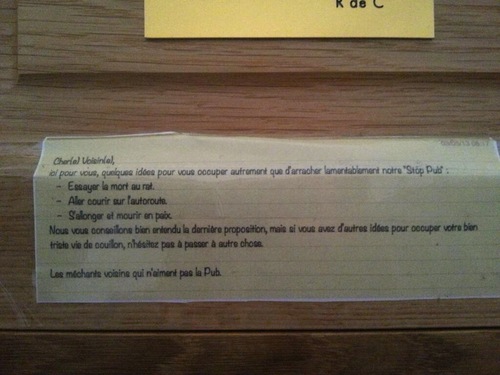 K de C
Cher(e) Voisin(e),
ici pour vous, quelques idées pour vous occuper autrement que d'arracher lamentablement notre "Stop Pub" :
- Essayer la mort au rat.
- Aller courir sur l'autoroute.
- S'allonger et mourir en paix.
Nous vous conseillons bien entendu la dernière proposition, mais si vous avez d'autres idées pour occuper votre bien
triste vie de couillon, n'hésitez pas à passer à autre chose.
Les méchants voisins qui n'aiment pas la Pub.